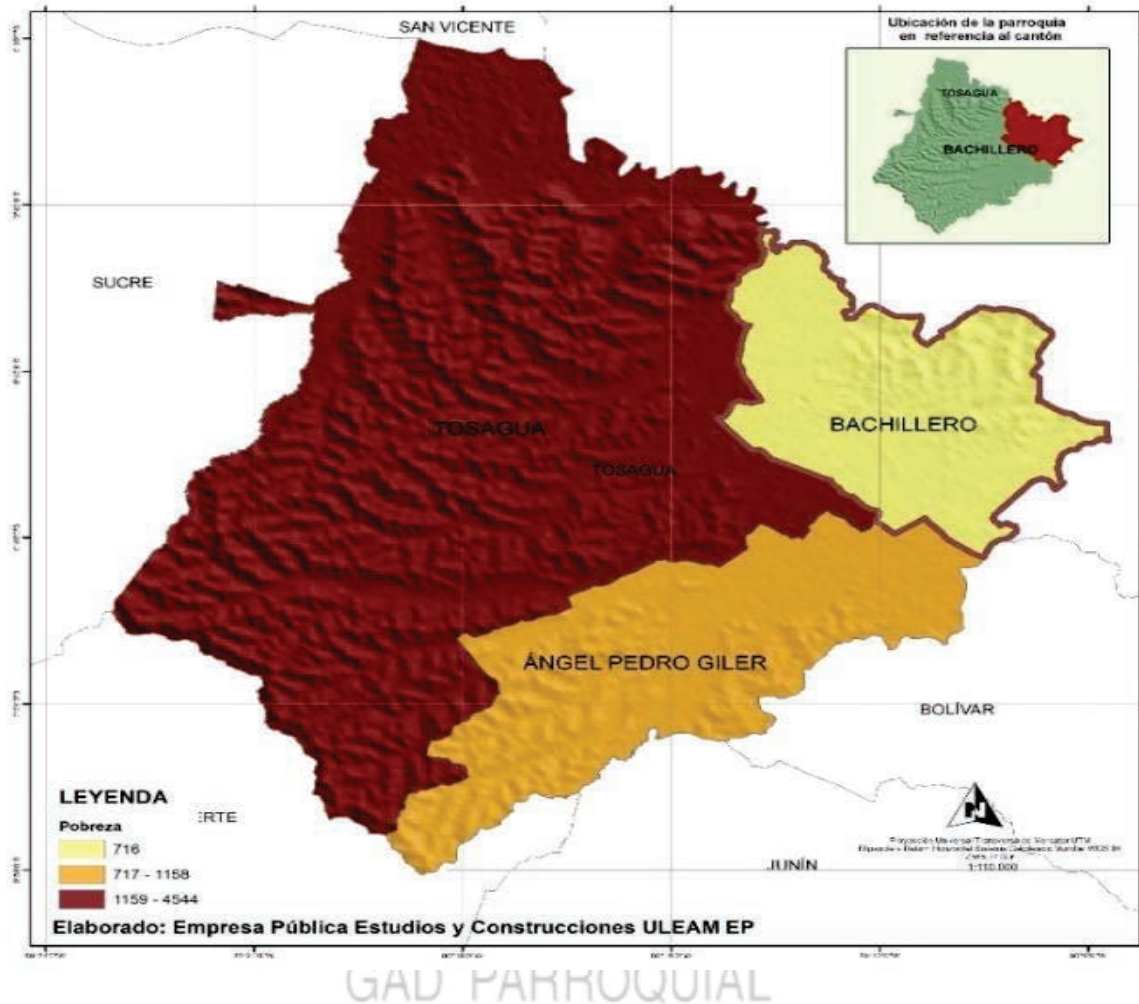 SAN VICENTE
Ubicación de la parroquia
en referencia al cantón
TOSAGUA
BACHILLERO
SUCRE
TOSAGUA
BACHILLERO
TOSAGUA
ÁNGEL PEDRO GILER
BOLÍVAR
LEYENDA
Pobreza
716
717 - 1158
1159 - 4544
ERTE
N
1:110.000
JUNÍN
Elaborado: Empresa Pública Estudios y Construcciones ULEAM EP
GAD PARROQUIAL